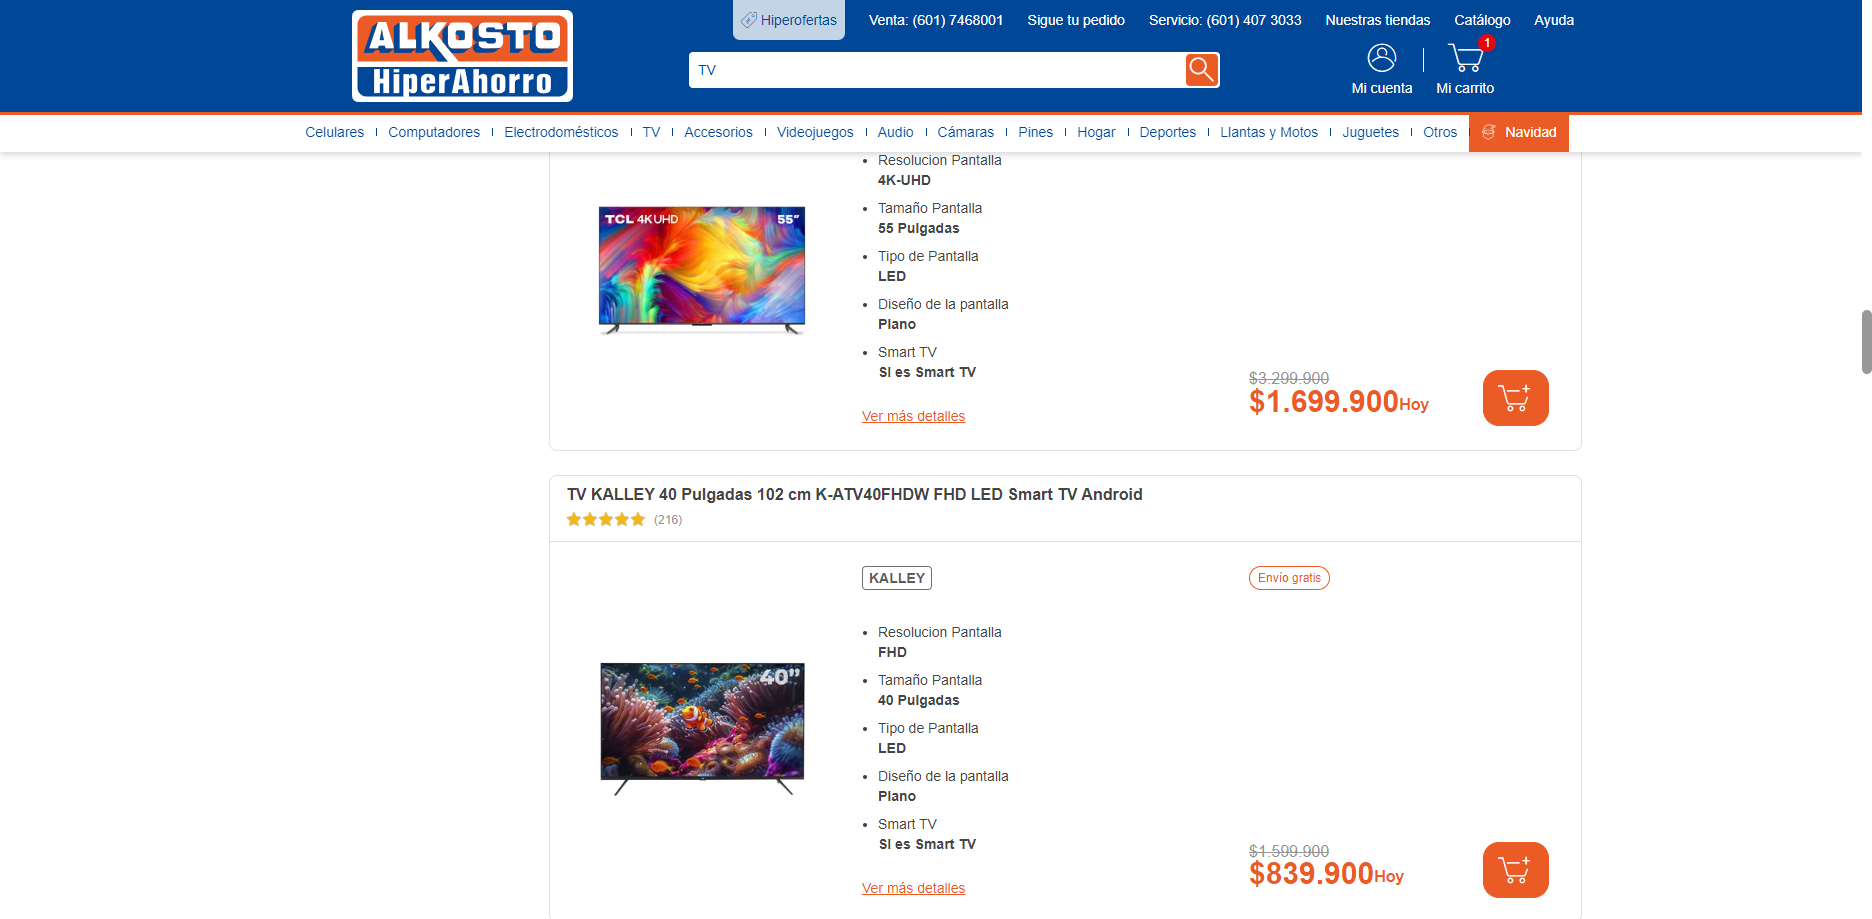 Hiperofertas
Venta: (601) 7468001
Sigue tu pedido
Servicio: (601) 407 3033
Nuestras tiendas
Catálogo
Ayuda
ALKOSTO
HiperAhorro
TV
1
Mi cuenta
Mi carrito
Celulares
Computadores
Electrodomésticos
TV
Accesorios
Videojuegos
Audio
Cámaras
Pines
Hogar
Deportes
Llantas y Motos
Juguetes
Otros
Navidad
Resolucion Pantalla
4K-UHD
TCL 4K UHD
55”
Tamaño Pantalla
55 Pulgadas
Tipo de Pantalla
LED
Diseño de la pantalla
Plano
Smart TV
SI es Smart TV
$3.299.900
$1.699.900 Hoy
Ver más detalles
TV KALLEY 40 Pulgadas 102 cm K-ATV40FHDW FHD LED Smart TV Android
(216)
KALLEY
Envío gratis
Resolucion Pantalla
FHD
40”
Tamaño Pantalla
40 Pulgadas
Tipo de Pantalla
LED
Diseño de la pantalla
Plano
Smart TV
SI es Smart TV
$1.599.900
$839.900 Hoy
Ver más detalles